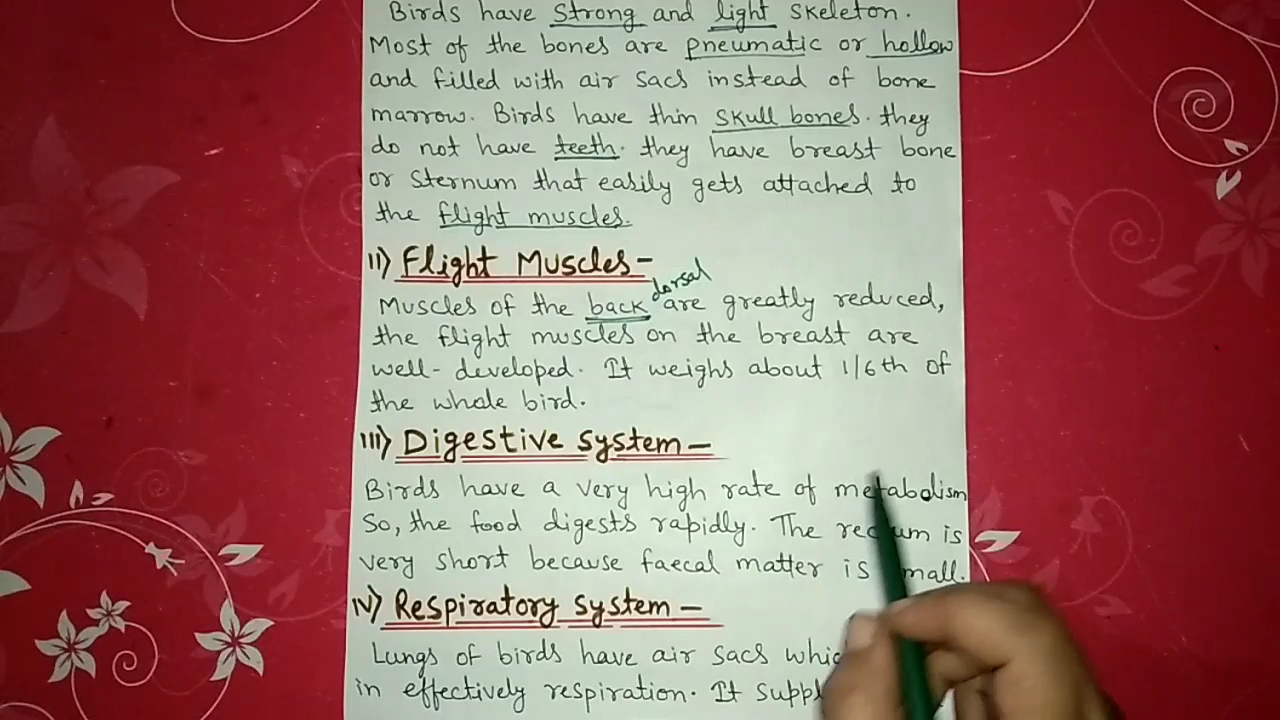 Birds have strong and light skeleton.
Most of the bones are pneumatic or hollow
and filled with air sacs instead of bone
marrow. Birds have thin skull bones. they
do not have teeth. they have breast bone
or sternum that easily gets attached to
the flight muscles.
II) Flight Muscles-
dorsal
Muscles of the back are greatly reduced,
the flight muscles on the breast are
well-developed. It weighs about 1/6th of
the whole bird.
III) Digestive system-
Birds have a very high rate of metabolism
So, the food digests rapidly. The is
very short because faecal matter is
IV) Respiratory system-
Lungs of birds have air sacs
in effectively respiration. It